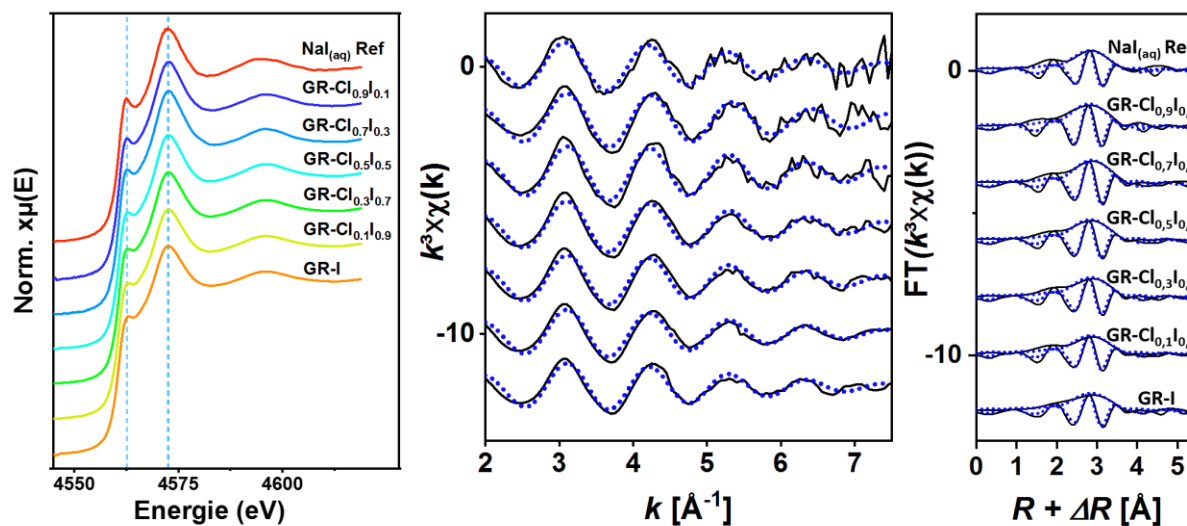 NaI(aq) Ref
GR-Cl0.9I0.1
GR-Cl0.7I0.3
GR-Cl0.5I0.5
GR-Cl0.3I0.7
GR-Cl0.1I0.9
GR-I
Norm. xμ(E)
4550 4575 4600
Energie (eV)
0
-10
k³×χ(k)
2 3 4 5 6 7
k [Å⁻¹]
NaI(aq) Re
GR-Cl0,9I0,
GR-Cl0,7I0,
GR-Cl0,5I0,
GR-Cl0,3I0,
GR-Cl0,1I0,
GR-I
0
-10
FT(k³×χ(k))
0 1 2 3 4 5
R + ΔR [Å]